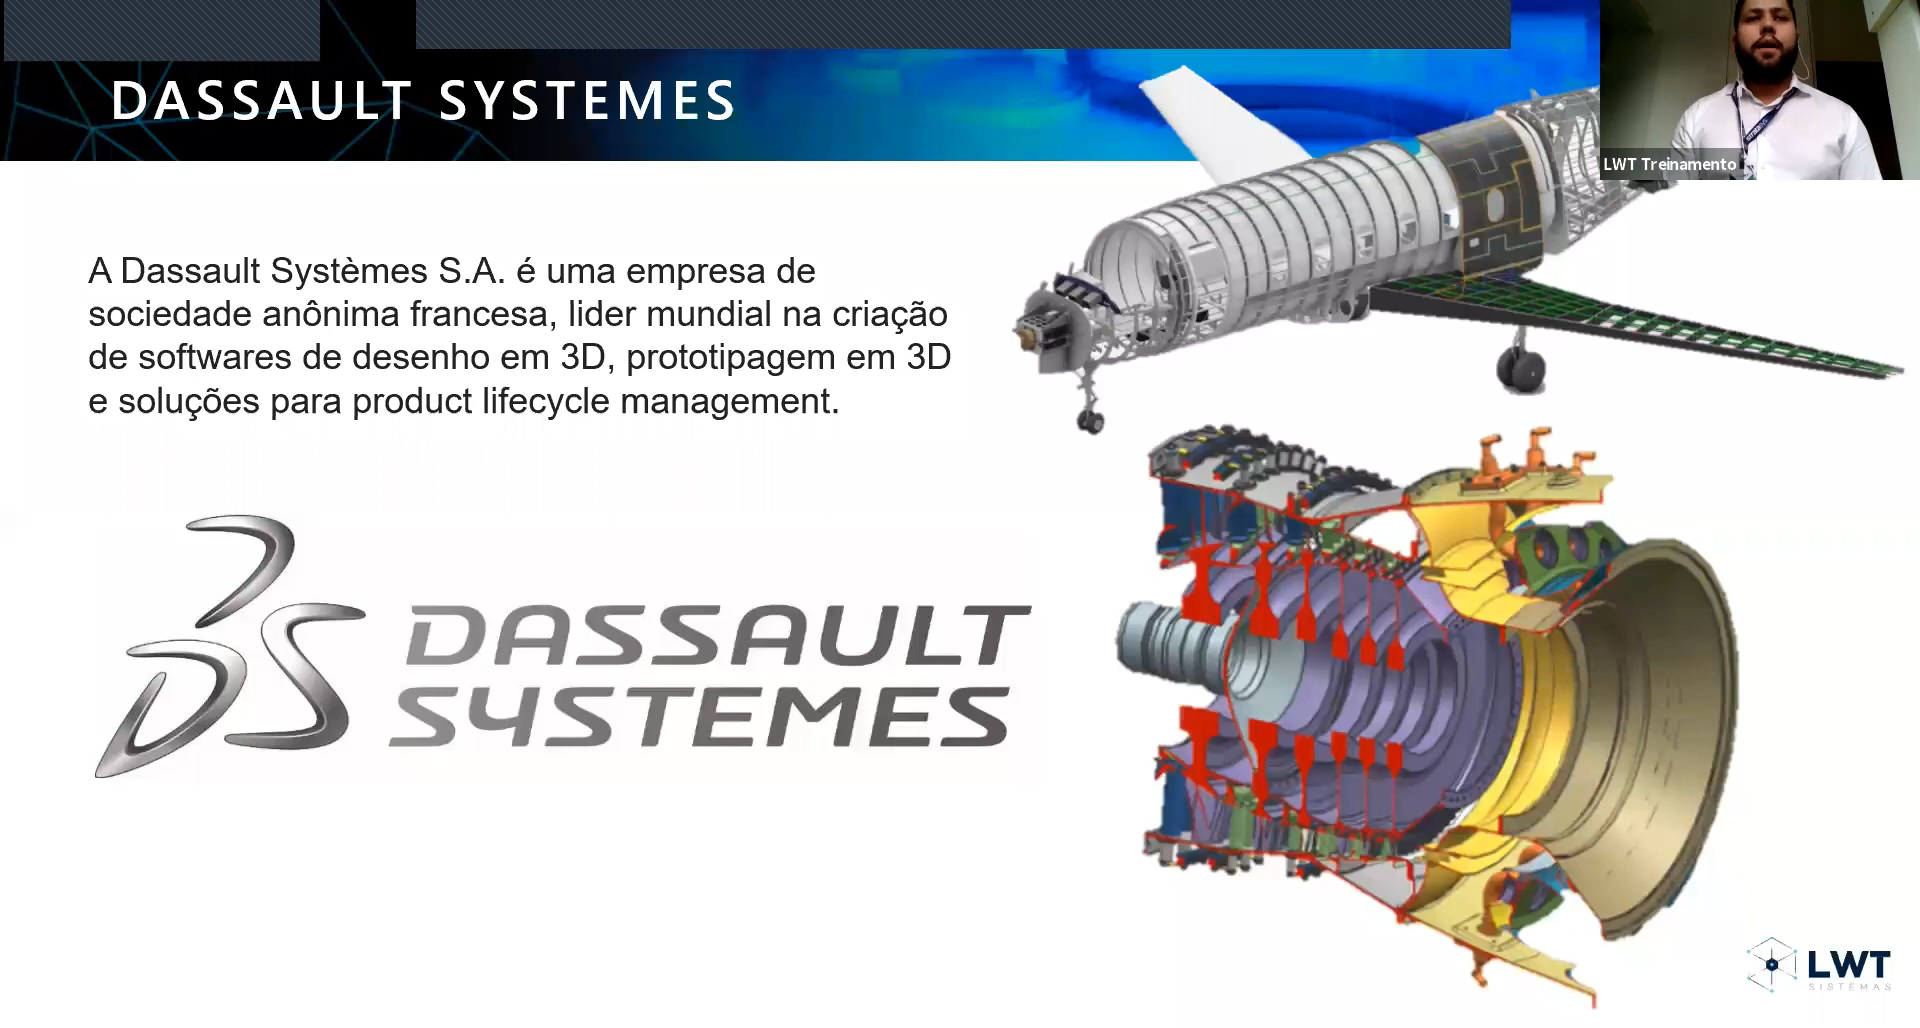 DASSAULT SYSTEMES
LWT Treinamento
A Dassault Systèmes S.A. é uma empresa de
sociedade anônima francesa, lider mundial na criação
de softwares de desenho em 3D, prototipagem em 3D
e soluções para product lifecycle management.
DASSAULT
SYSTEMES
LWT
SISTEMAS